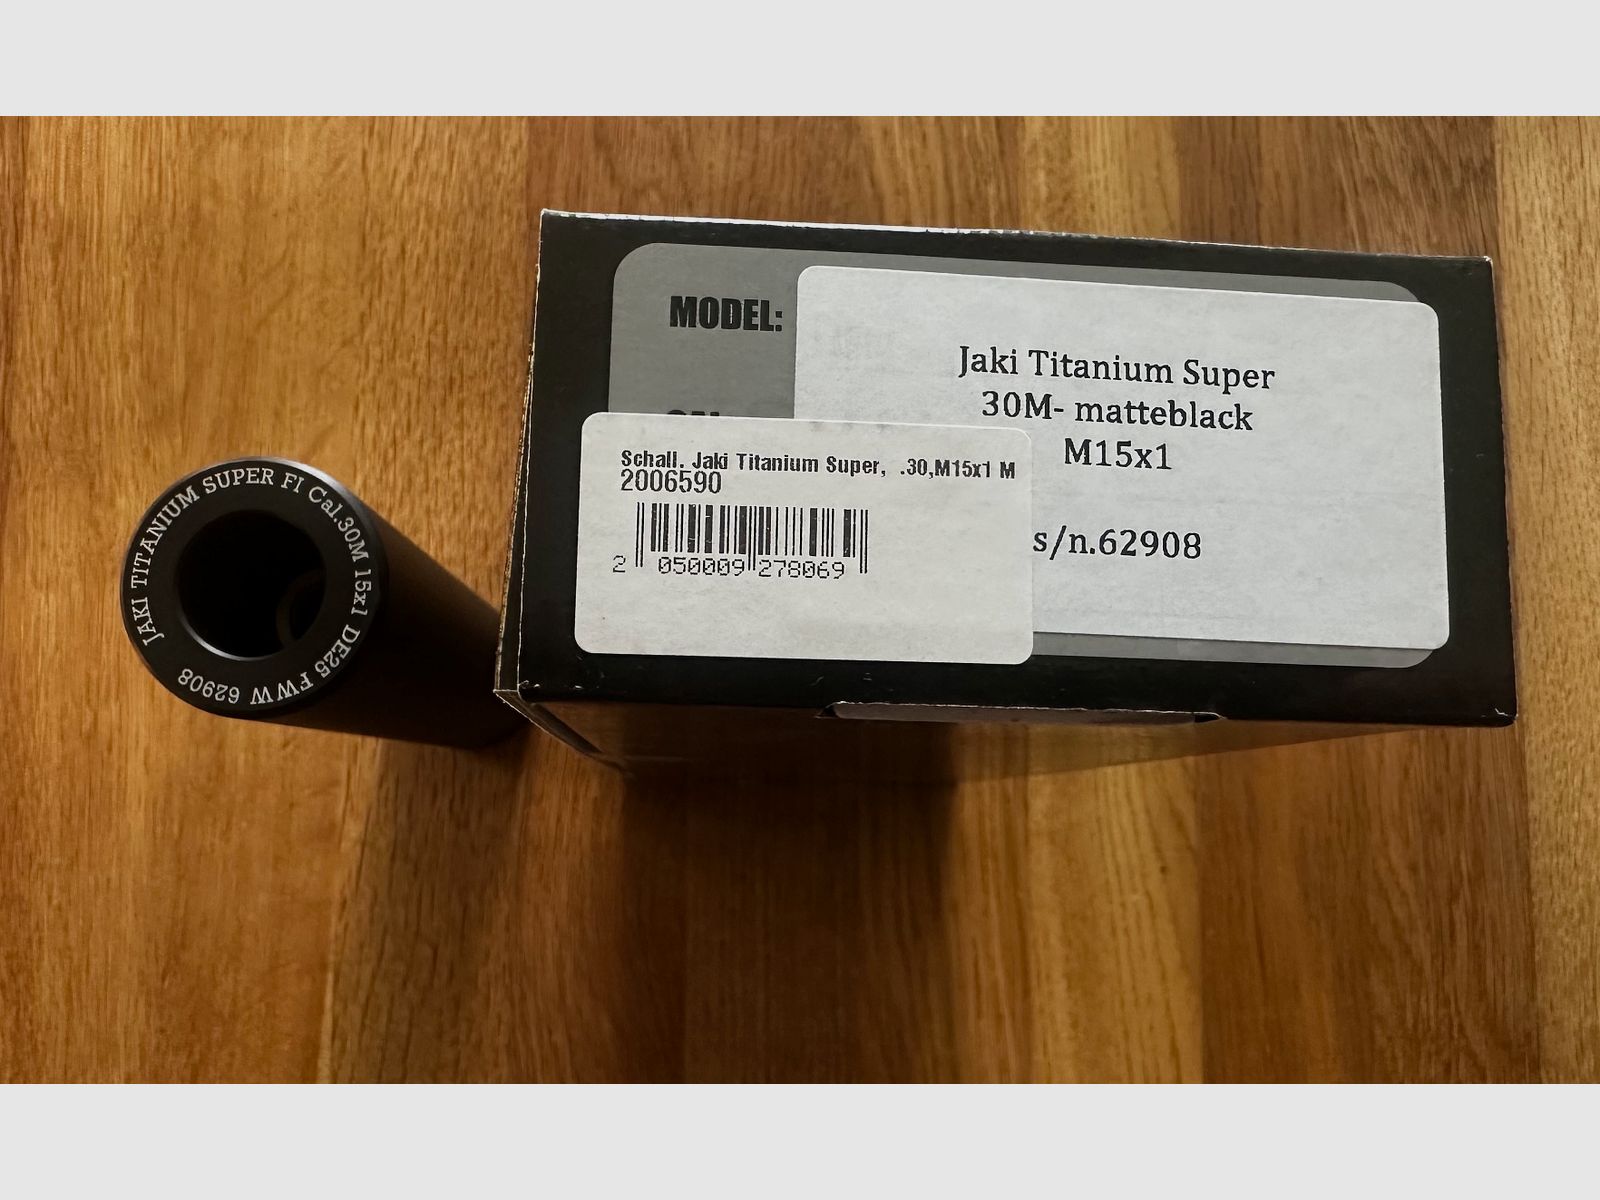 JAKI TITANIUM SUPER FI Cal.30M 15x1 DE25 FWW 62908
MODEL:
Jaki Titanium Super
30M- matteblack
M15x1
s/n.62908
Schall. Jaki Titanium Super, .30,M15x1 M
2006590
2 050009 278069